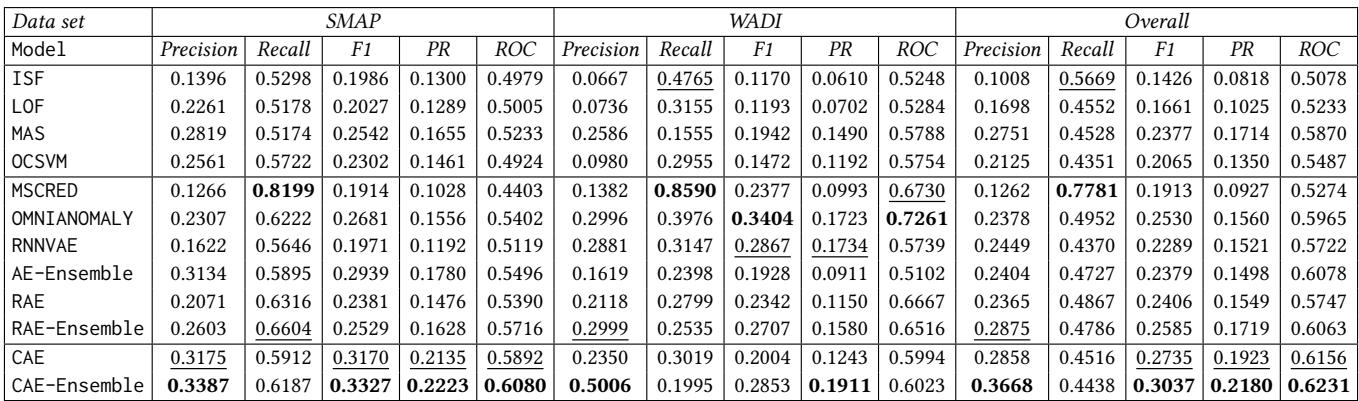 Data set SMAP WADI Overall
Model Precision Recall F1 PR ROC Precision Recall F1 PR ROC Precision Recall F1 PR ROC
ISF 0.1396 0.5298 0.1986 0.1300 0.4979 0.0667 0.4765 0.1170 0.0610 0.5248 0.1008 0.5669 0.1426 0.0818 0.5078
LOF 0.2261 0.5178 0.2027 0.1289 0.5005 0.0736 0.3155 0.1193 0.0702 0.5284 0.1698 0.4552 0.1661 0.1025 0.5233
MAS 0.2819 0.5174 0.2542 0.1655 0.5233 0.2586 0.1555 0.1942 0.1490 0.5788 0.2751 0.4528 0.2377 0.1714 0.5870
OCSVM 0.2561 0.5722 0.2302 0.1461 0.4924 0.0980 0.2955 0.1472 0.1192 0.5754 0.2125 0.4351 0.2065 0.1350 0.5487
MSCRED 0.1266 0.8199 0.1914 0.1028 0.4403 0.1382 0.8590 0.2377 0.0993 0.6730 0.1262 0.7781 0.1913 0.0927 0.5274
OMNIANOMALY 0.2307 0.6222 0.2681 0.1556 0.5402 0.2996 0.3976 0.3404 0.1723 0.7261 0.2378 0.4952 0.2530 0.1560 0.5965
RNNVAE 0.1622 0.5646 0.1971 0.1192 0.5119 0.2881 0.3147 0.2867 0.1734 0.5739 0.2449 0.4370 0.2289 0.1521 0.5722
AE-Ensemble 0.3134 0.5895 0.2939 0.1780 0.5496 0.1619 0.2398 0.1928 0.0911 0.5102 0.2404 0.4727 0.2379 0.1498 0.6078
RAE 0.2071 0.6316 0.2381 0.1476 0.5390 0.2118 0.2799 0.2342 0.1150 0.6667 0.2365 0.4867 0.2406 0.1549 0.5747
RAE-Ensemble 0.2603 0.6604 0.2529 0.1628 0.5716 0.2999 0.2535 0.2707 0.1580 0.6516 0.2875 0.4786 0.2585 0.1719 0.6063
CAE 0.3175 0.5912 0.3170 0.2135 0.5892 0.2350 0.3019 0.2004 0.1243 0.5994 0.2858 0.4516 0.2735 0.1923 0.6156
CAE-Ensemble 0.3387 0.6187 0.3327 0.2223 0.6080 0.5006 0.1995 0.2853 0.1911 0.6023 0.3668 0.4438 0.3037 0.2180 0.6231